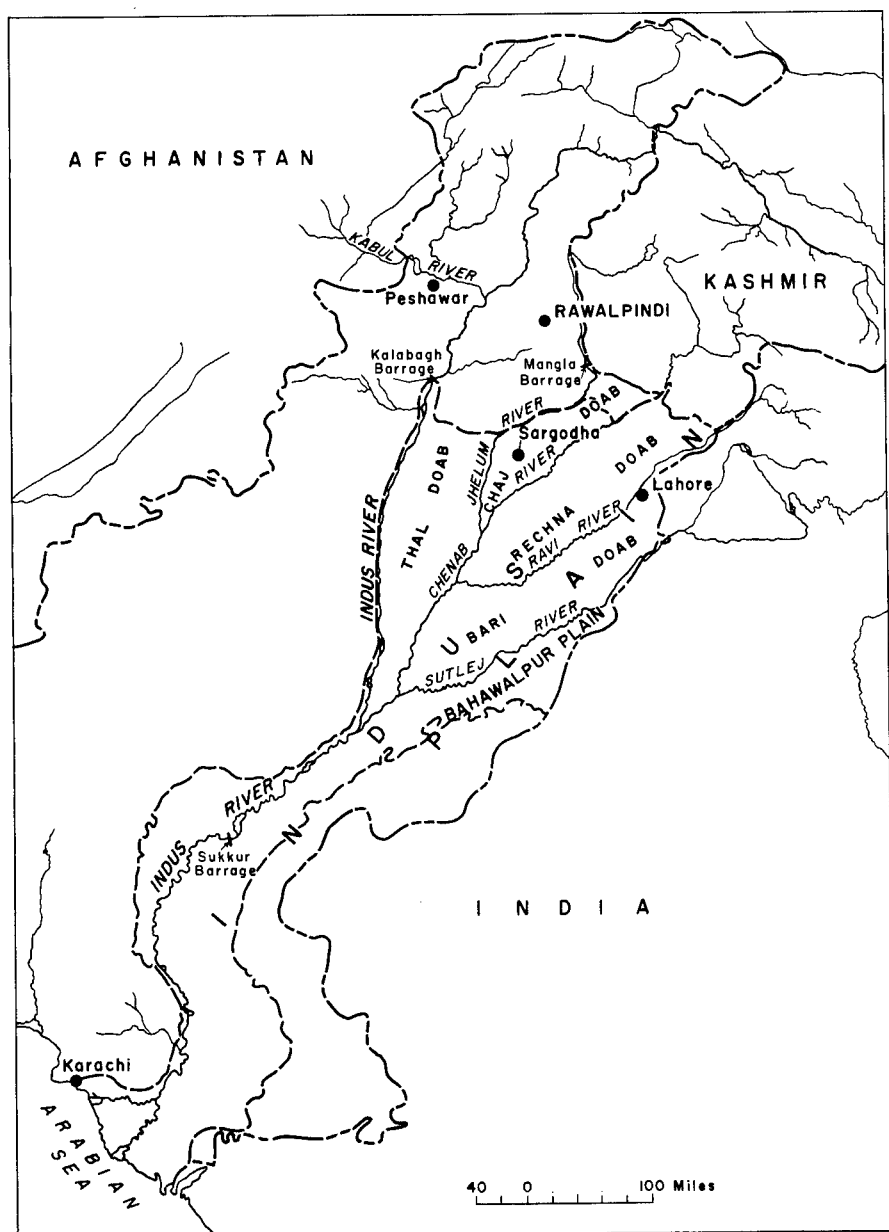 AFGHANISTAN
KABUL RIVER
Peshawar
RAWALPINDI
KASHMIR
Kalabagh
Barrage
Mangla
Barrage
JHELUM RIVER
Sargodha
CHAJ DOAB
THAL DOAB
INDUS RIVER
CHENAB RIVER
RECHNA DOAB
Lahore
RAVI RIVER
BARI DOAB
SUTLEJ RIVER
BAHAWALPUR PLAIN
INDUS PLAIN
INDUS RIVER
Sukkur
Barrage
INDIA
Karachi
ARABIAN
SEA
40 0 100 Miles